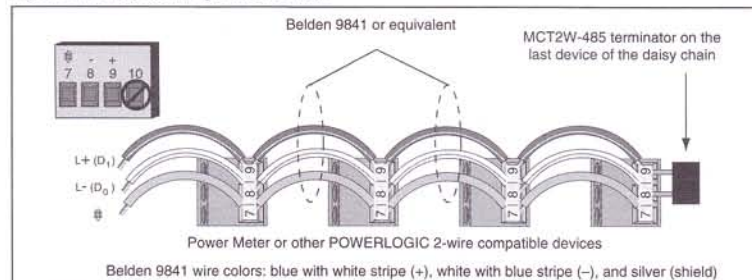 Belden 9841 or equivalent
MCT2W-485 terminator on the
last device of the daisy chain
- +
7 8 9 10
L+ (D1)
L- (D0)
9 9 9 9
8 8 8 8
7 7 7 7
Power Meter or other POWERLOGIC 2-wire compatible devices
Belden 9841 wire colors: blue with white stripe (+), white with blue stripe (–), and silver (shield)